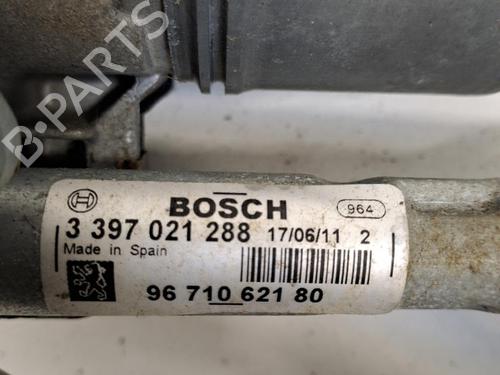 B-PARTS
BOSCH
964
3 397 021 288 17/06/11 2
Made in Spain
96 710 621 80